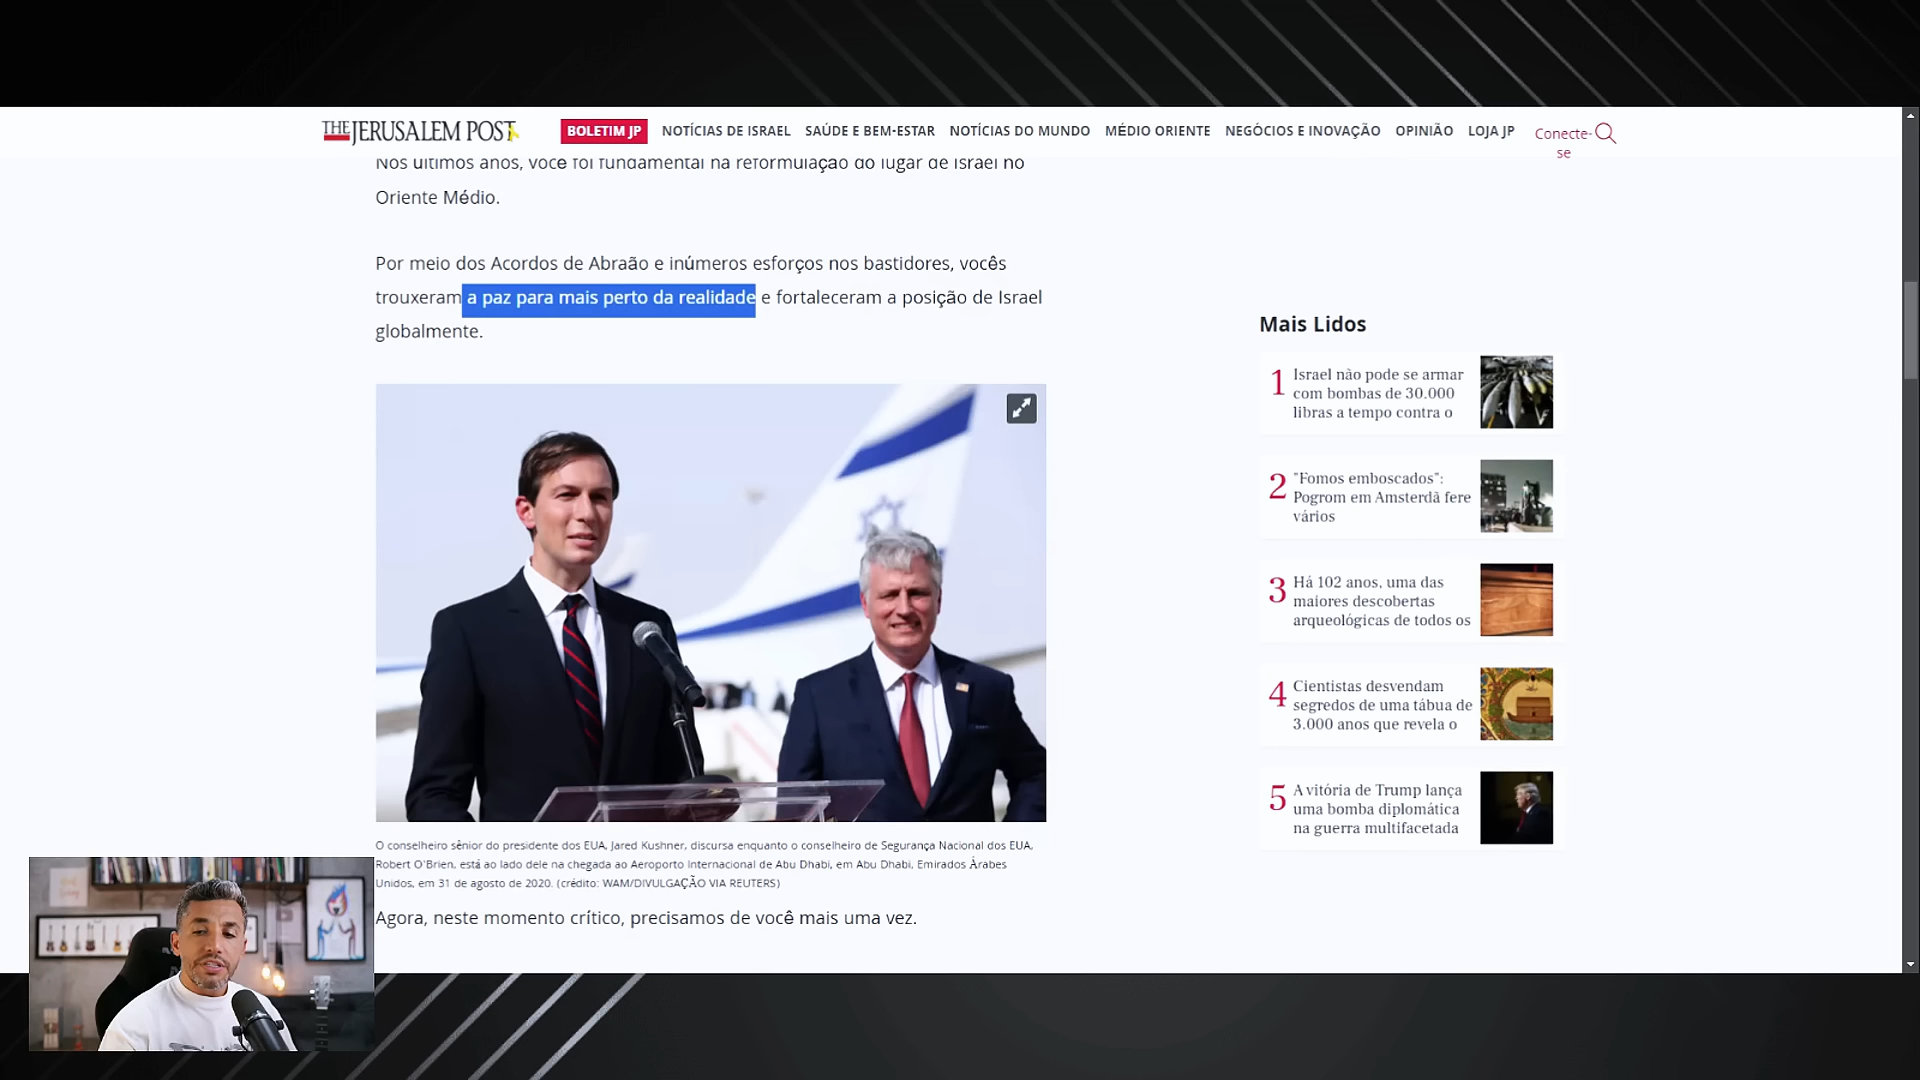 THE JERUSALEM POST
BOLETIM JP
NOTÍCIAS DE ISRAEL
SAÚDE E BEM-ESTAR
NOTÍCIAS DO MUNDO
MÉDIO ORIENTE
NEGÓCIOS E INOVAÇÃO
OPINIÃO
LOJA JP
Conecte-
se
Nos últimos anos, você foi fundamental na reformulação do lugar de Israel no
Oriente Médio.
Por meio dos Acordos de Abraão e inúmeros esforços nos bastidores, vocês
trouxeram a paz para mais perto da realidade e fortaleceram a posição de Israel
globalmente.
O conselheiro sênior do presidente dos EUA, Jared Kushner, discursa enquanto o conselheiro de Segurança Nacional dos EUA,
Robert O'Brien, está ao lado dele na chegada ao Aeroporto Internacional de Abu Dhabi, em Abu Dhabi, Emirados Árabes
Unidos, em 31 de agosto de 2020. (crédito: WAM/DIVULGAÇÃO VIA REUTERS)
Agora, neste momento crítico, precisamos de você mais uma vez.
Mais Lidos
1
Israel não pode se armar
com bombas de 30.000
libras a tempo contra o
2
"Fomos emboscados":
Pogrom em Amsterdã fere
vários
3
Há 102 anos, uma das
maiores descobertas
arqueológicas de todos os
4
Cientistas desvendam
segredos de uma tábua de
3.000 anos que revela o
5
A vitória de Trump lança
uma bomba diplomática
na guerra multifacetada